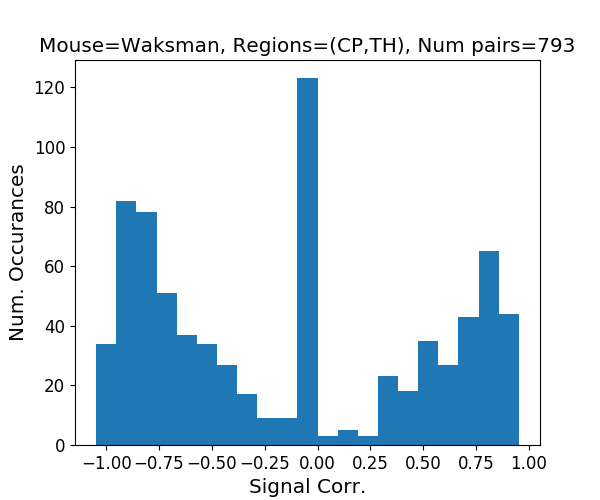 Mouse=Waksman, Regions=(CP,TH), Num pairs=793
120
100
80
60
40
20
0
Num. Occurances
−1.00 −0.75 −0.50 −0.25 0.00 0.25 0.50 0.75 1.00
Signal Corr.